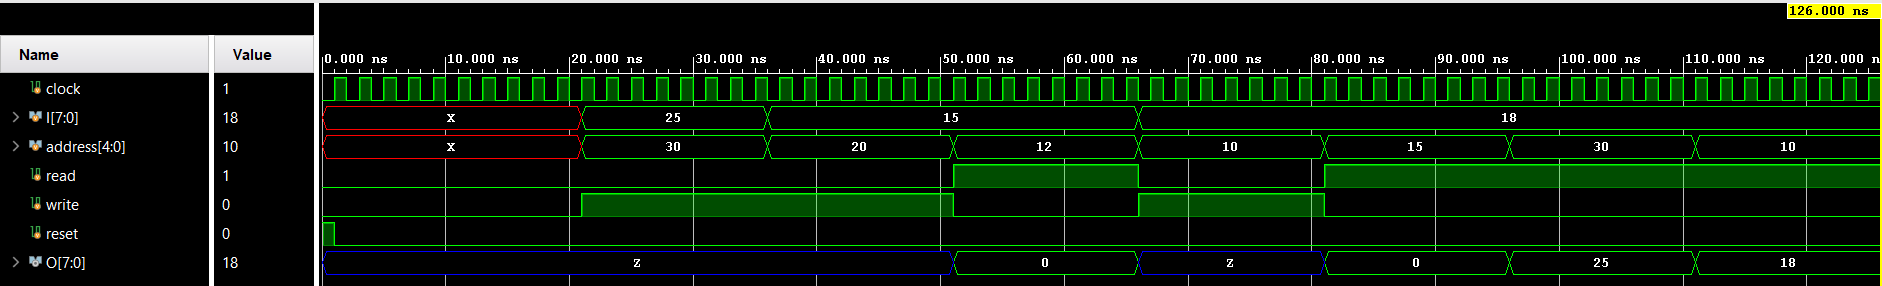 126.000 ns
Name Value
0.000 ns 10.000 ns 20.000 ns 30.000 ns 40.000 ns 50.000 ns 60.000 ns 70.000 ns 80.000 ns 90.000 ns 100.000 ns 110.000 ns 120.000 n
clock 1
I[7:0] 18 X 25 15 18
address[4:0] 10 X 30 20 12 10 15 30 10
read 1
write 0
reset 0
O[7:0] 18 Z 0 Z 0 25 18